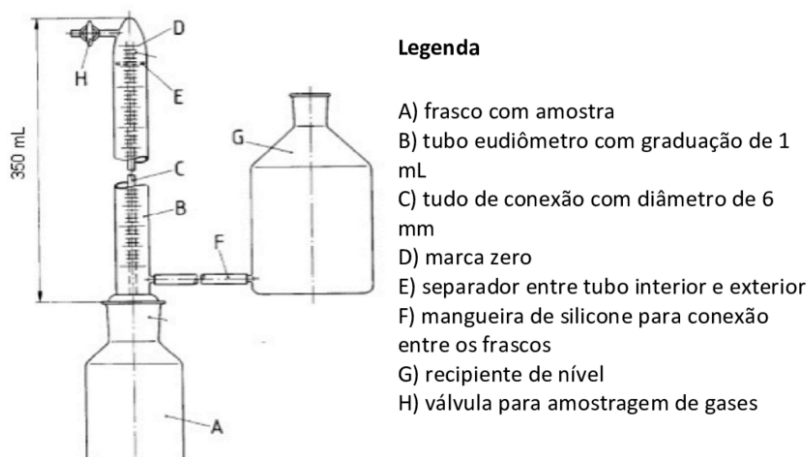 350 mL
D
H
E
G
C
B
F
A
Legenda
A) frasco com amostra
B) tubo eudiômetro com graduação de 1
mL
C) tudo de conexão com diâmetro de 6
mm
D) marca zero
E) separador entre tubo interior e exterior
F) mangueira de silicone para conexão
entre os frascos
G) recipiente de nível
H) válvula para amostragem de gases